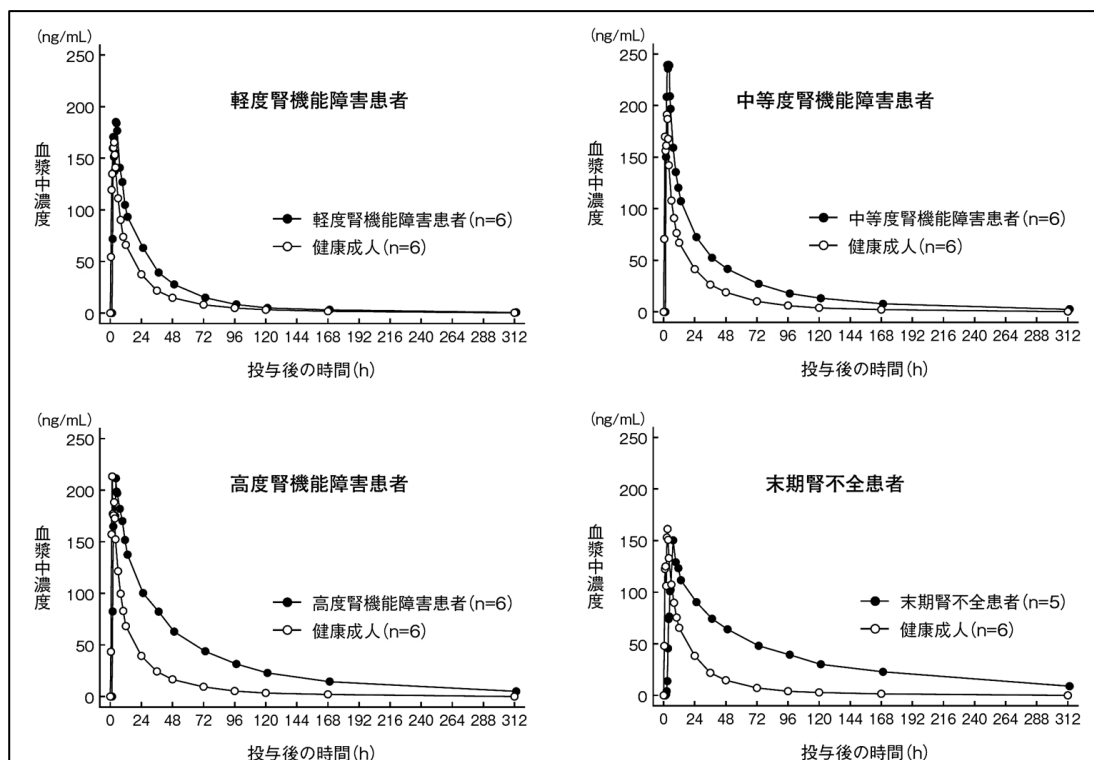 (ng/mL)
250
200
150
100
50
0
血漿中濃度
軽度腎機能障害患者
軽度腎機能障害患者(n=6)
健康成人(n=6)
0 24 48 72 96 120 144 168 192 216 240 264 288 312
投与後の時間(h)
(ng/mL)
250
200
150
100
50
0
血漿中濃度
中等度腎機能障害患者
中等度腎機能障害患者(n=6)
健康成人(n=6)
0 24 48 72 96 120 144 168 192 216 240 264 288 312
投与後の時間(h)
(ng/mL)
250
200
150
100
50
0
血漿中濃度
高度腎機能障害患者
高度腎機能障害患者(n=6)
健康成人(n=6)
0 24 48 72 96 120 144 168 192 216 240 264 288 312
投与後の時間(h)
(ng/mL)
250
200
150
100
50
0
血漿中濃度
末期腎不全患者
末期腎不全患者(n=5)
健康成人(n=6)
0 24 48 72 96 120 144 168 192 216 240 264 288 312
投与後の時間(h)